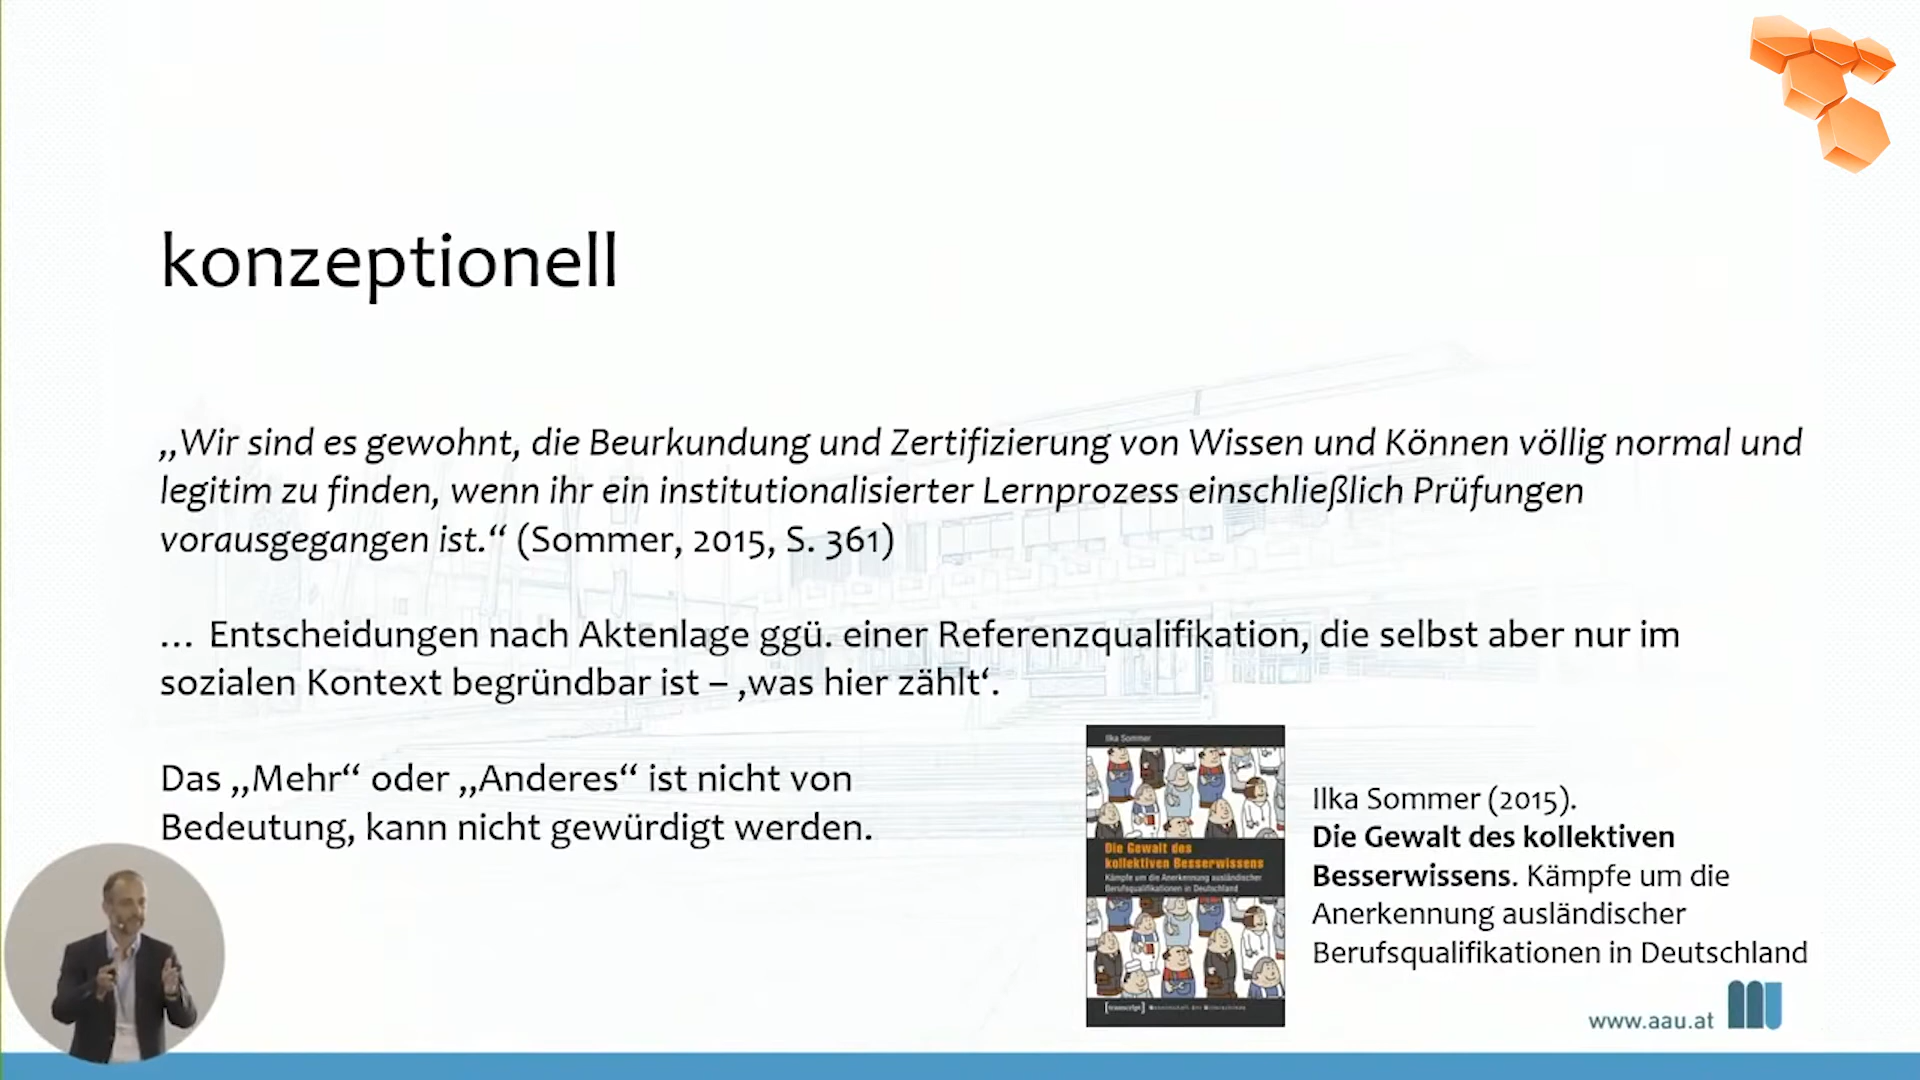 konzeptionell
„Wir sind es gewohnt, die Beurkundung und Zertifizierung von Wissen und Können völlig normal und
legitim zu finden, wenn ihr ein institutionalisierter Lernprozess einschließlich Prüfungen
vorausgegangen ist.“ (Sommer, 2015, S. 361)
… Entscheidungen nach Aktenlage ggü. einer Referenzqualifikation, die selbst aber nur im
sozialen Kontext begründbar ist – ‚was hier zählt‘.
Das „Mehr“ oder „Anderes“ ist nicht von
Bedeutung, kann nicht gewürdigt werden.
Ilka Sommer
Die Gewalt des
kollektiven Besserwissens
Kämpfe um die Anerkennung ausländischer
Berufsqualifikationen in Deutschland
[transcript]
Ilka Sommer (2015).
Die Gewalt des kollektiven
Besserwissens. Kämpfe um die
Anerkennung ausländischer
Berufsqualifikationen in Deutschland
www.aau.at